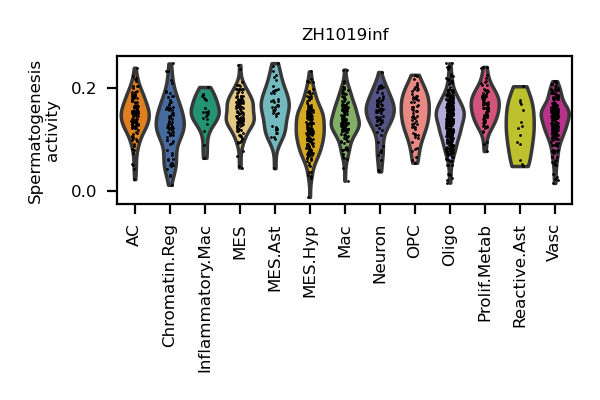 ZH1019inf
Spermatogenesis
activity
0.2
0.0
AC
Chromatin.Reg
Inflammatory.Mac
MES
MES.Ast
MES.Hyp
Mac
Neuron
OPC
Oligo
Prolif.Metab
Reactive.Ast
Vasc